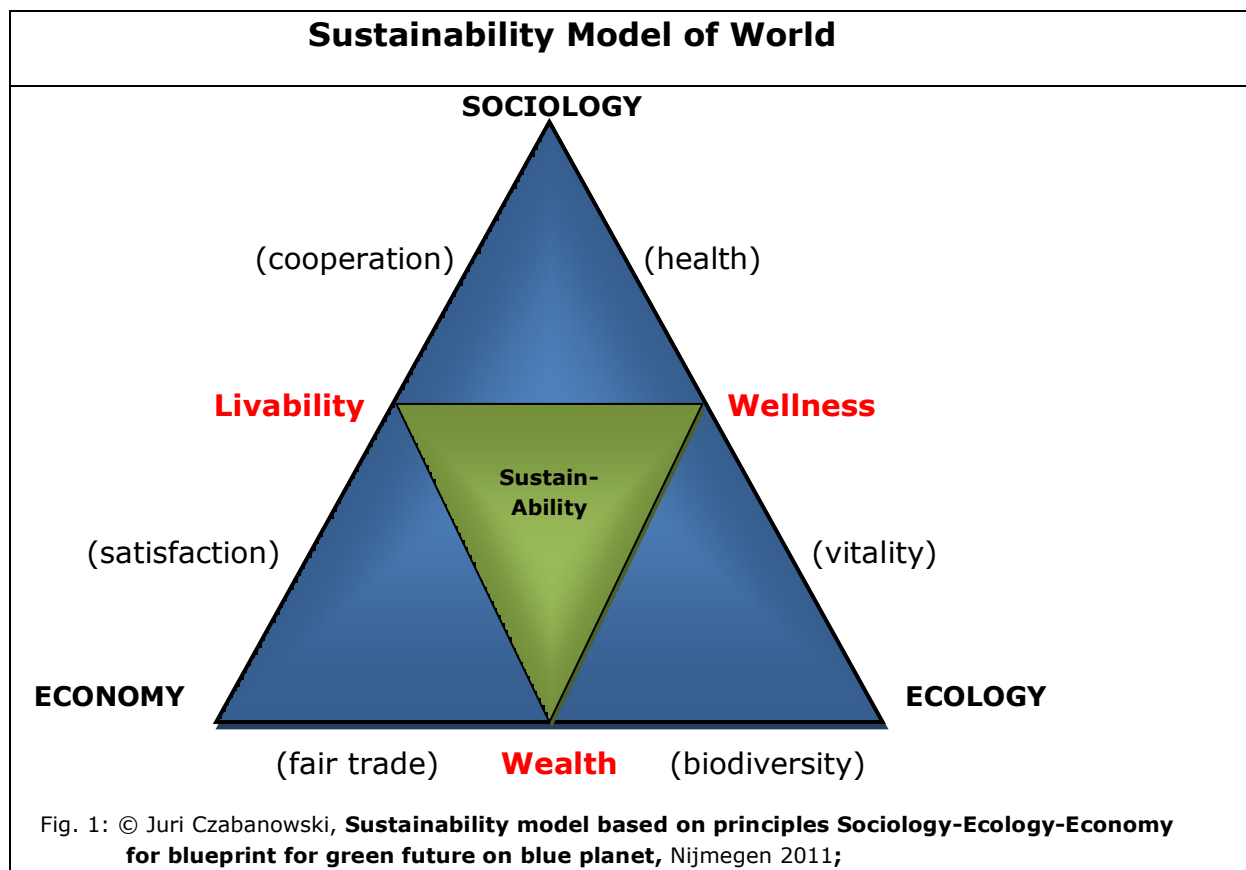 Sustainability Model of World
SOCIOLOGY
(cooperation) (health)
Livability Wellness
Sustain-
Ability
(satisfaction) (vitality)
ECONOMY ECOLOGY
(fair trade) Wealth (biodiversity)
Fig. 1: © Juri Czabanowski, Sustainability model based on principles Sociology-Ecology-Economy
for blueprint for green future on blue planet, Nijmegen 2011;